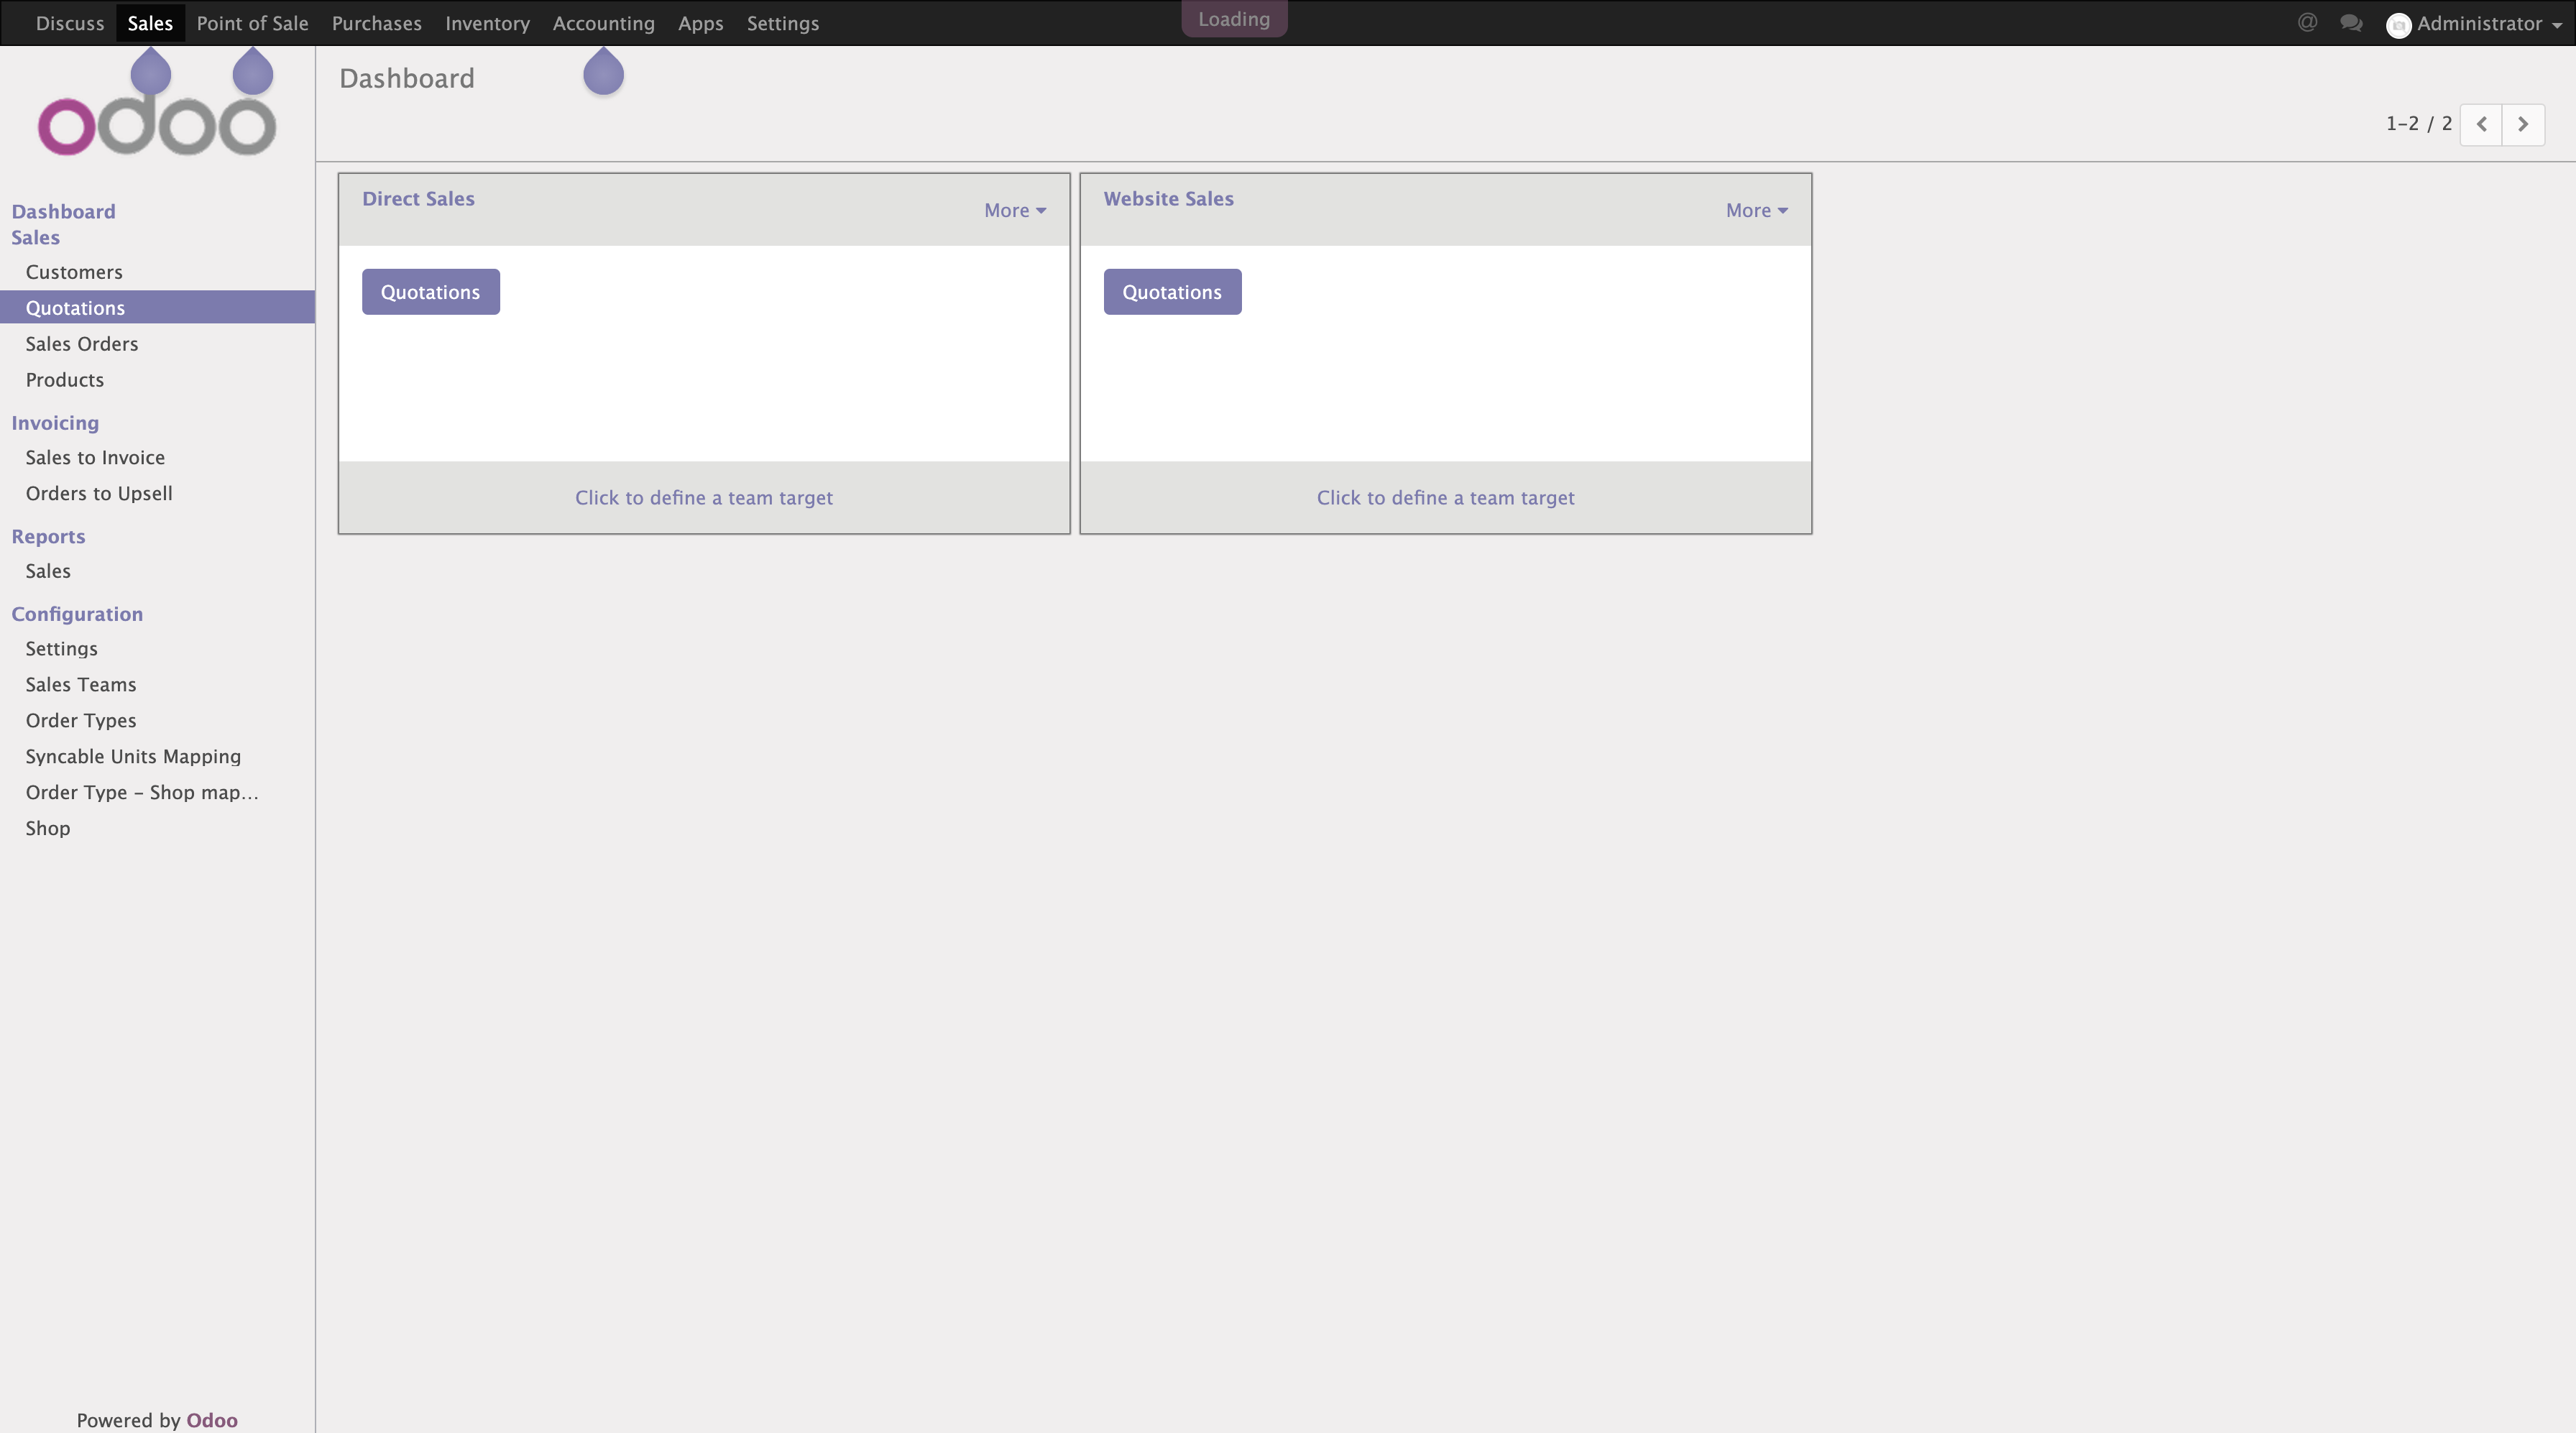 Discuss Sales Point of Sale Purchases Inventory Accounting Apps Settings Loading @ Administrator
odoo
Dashboard
1-2 / 2
Dashboard
Sales
Customers
Quotations
Sales Orders
Products
Invoicing
Sales to Invoice
Orders to Upsell
Reports
Sales
Configuration
Settings
Sales Teams
Order Types
Syncable Units Mapping
Order Type - Shop map...
Shop
Powered by Odoo
Direct Sales
More
Quotations
Click to define a team target
Website Sales
More
Quotations
Click to define a team target